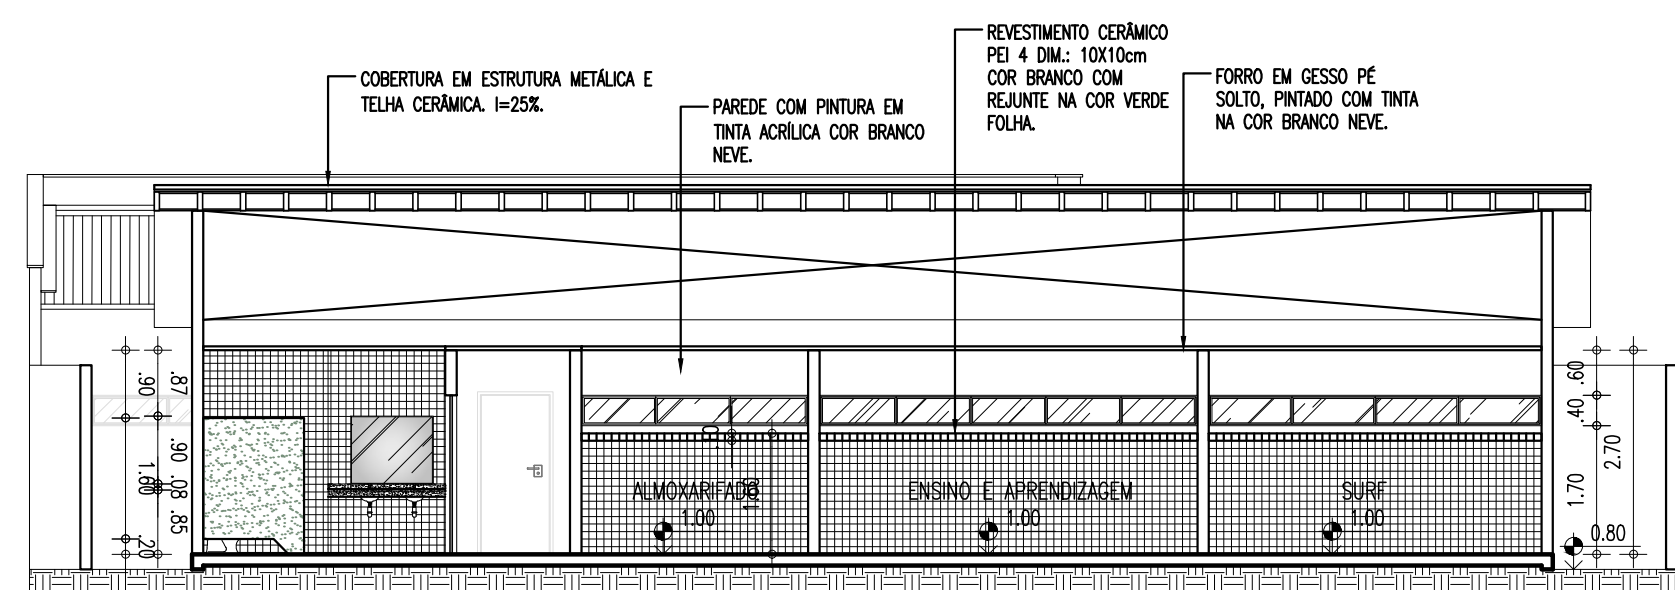 COBERTURA EM ESTRUTURA METÁLICA E
TELHA CERÂMICA. I=25%.
PAREDE COM PINTURA EM
TINTA ACRÍLICA COR BRANCO
NEVE.
REVESTIMENTO CERÂMICO
PEI 4 DIM.: 10X10cm
COR BRANCO COM
REJUNTE NA COR VERDE
FOLHA.
FORRO EM GESSO PÉ
SOLTO, PINTADO COM TINTA
NA COR BRANCO NEVE.
.90
.87
.90
1.60
.08
.85
.20
ALMOXARIFADO
1.00
ENSINO E APRENDIZAGEM
1.00
SURF
1.00
.60
.40
2.70
1.70
0.80